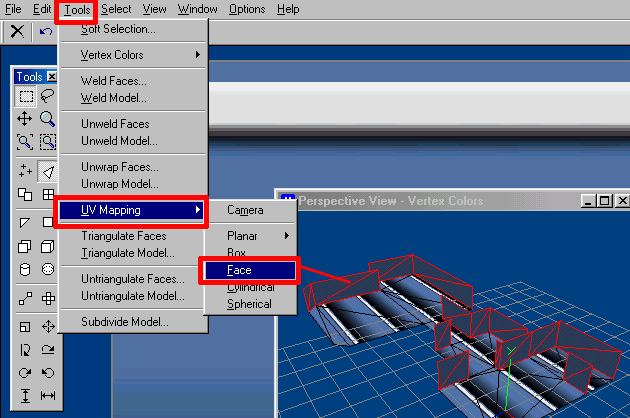 File Edit Tools Select View Window Options Help
Soft Selection...
Vertex Colors
Weld Faces...
Weld Model...
Unweld Faces
Unweld Model...
Unwrap Faces...
Unwrap Model...
UV Mapping
Triangulate Faces
Triangulate Model...
Untriangulate Faces...
Untriangulate Model...
Subdivide Model...
Tools
Camera
Planar
Box
Face
Cylindrical
Spherical
Perspective View - Vertex Colors
Y